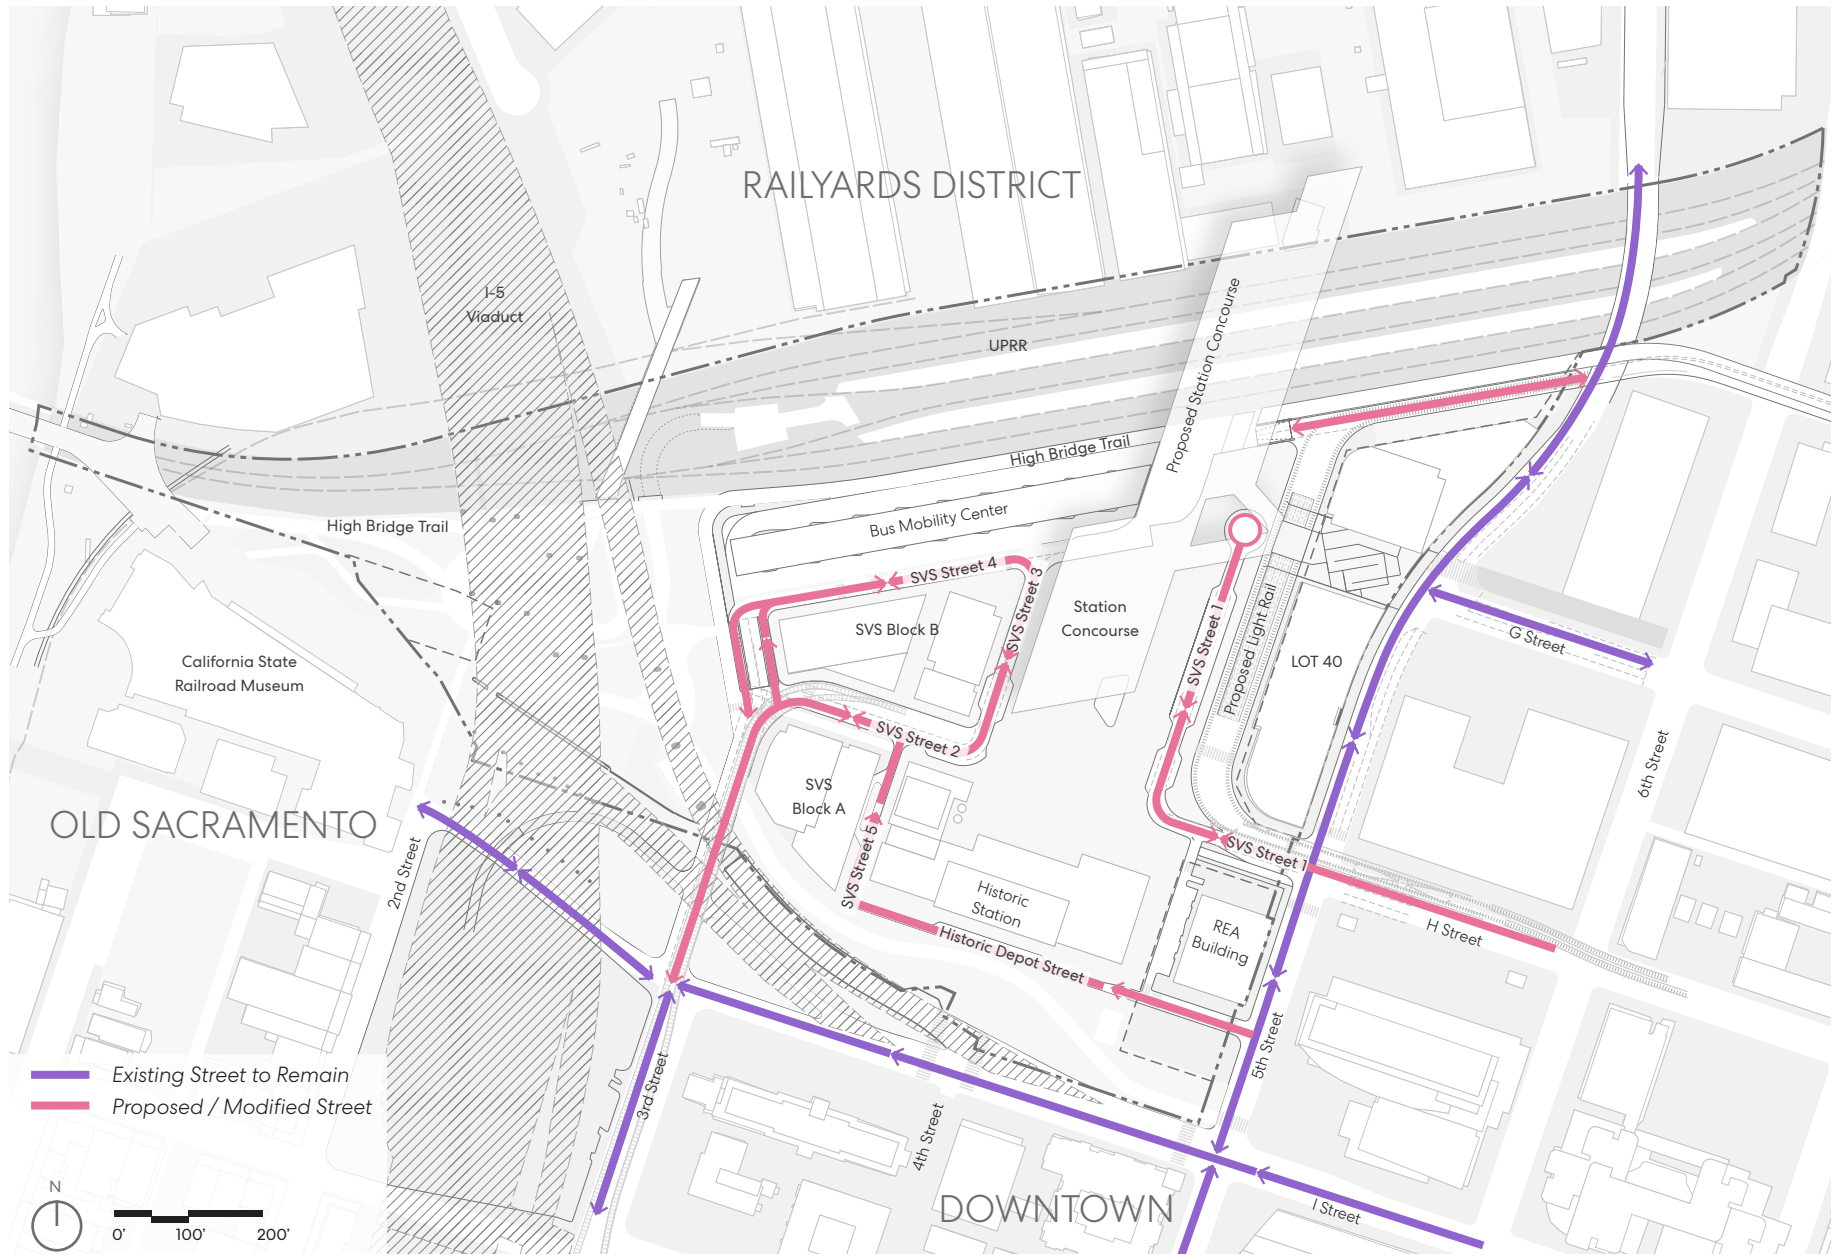 RAILYARDS DISTRICT
I-5
Viaduct
UPRR
Proposed Station Concourse
High Bridge Trail
High Bridge Trail
Bus Mobility Center
SVS Street 4
SVS Street 3
SVS Block B
Station
Concourse
SVS Street 1
Proposed Light Rail
LOT 40
G Street
6th Street
California State
Railroad Museum
SVS Street 2
SVS
Block A
OLD SACRAMENTO
2nd Street
SVS Street 5
SVS Street 1
Historic
Station
REA
Building
H Street
Historic Depot Street
5th Street
3rd Street
4th Street
DOWNTOWN
I Street
Existing Street to Remain
Proposed / Modified Street
N
0' 100' 200'